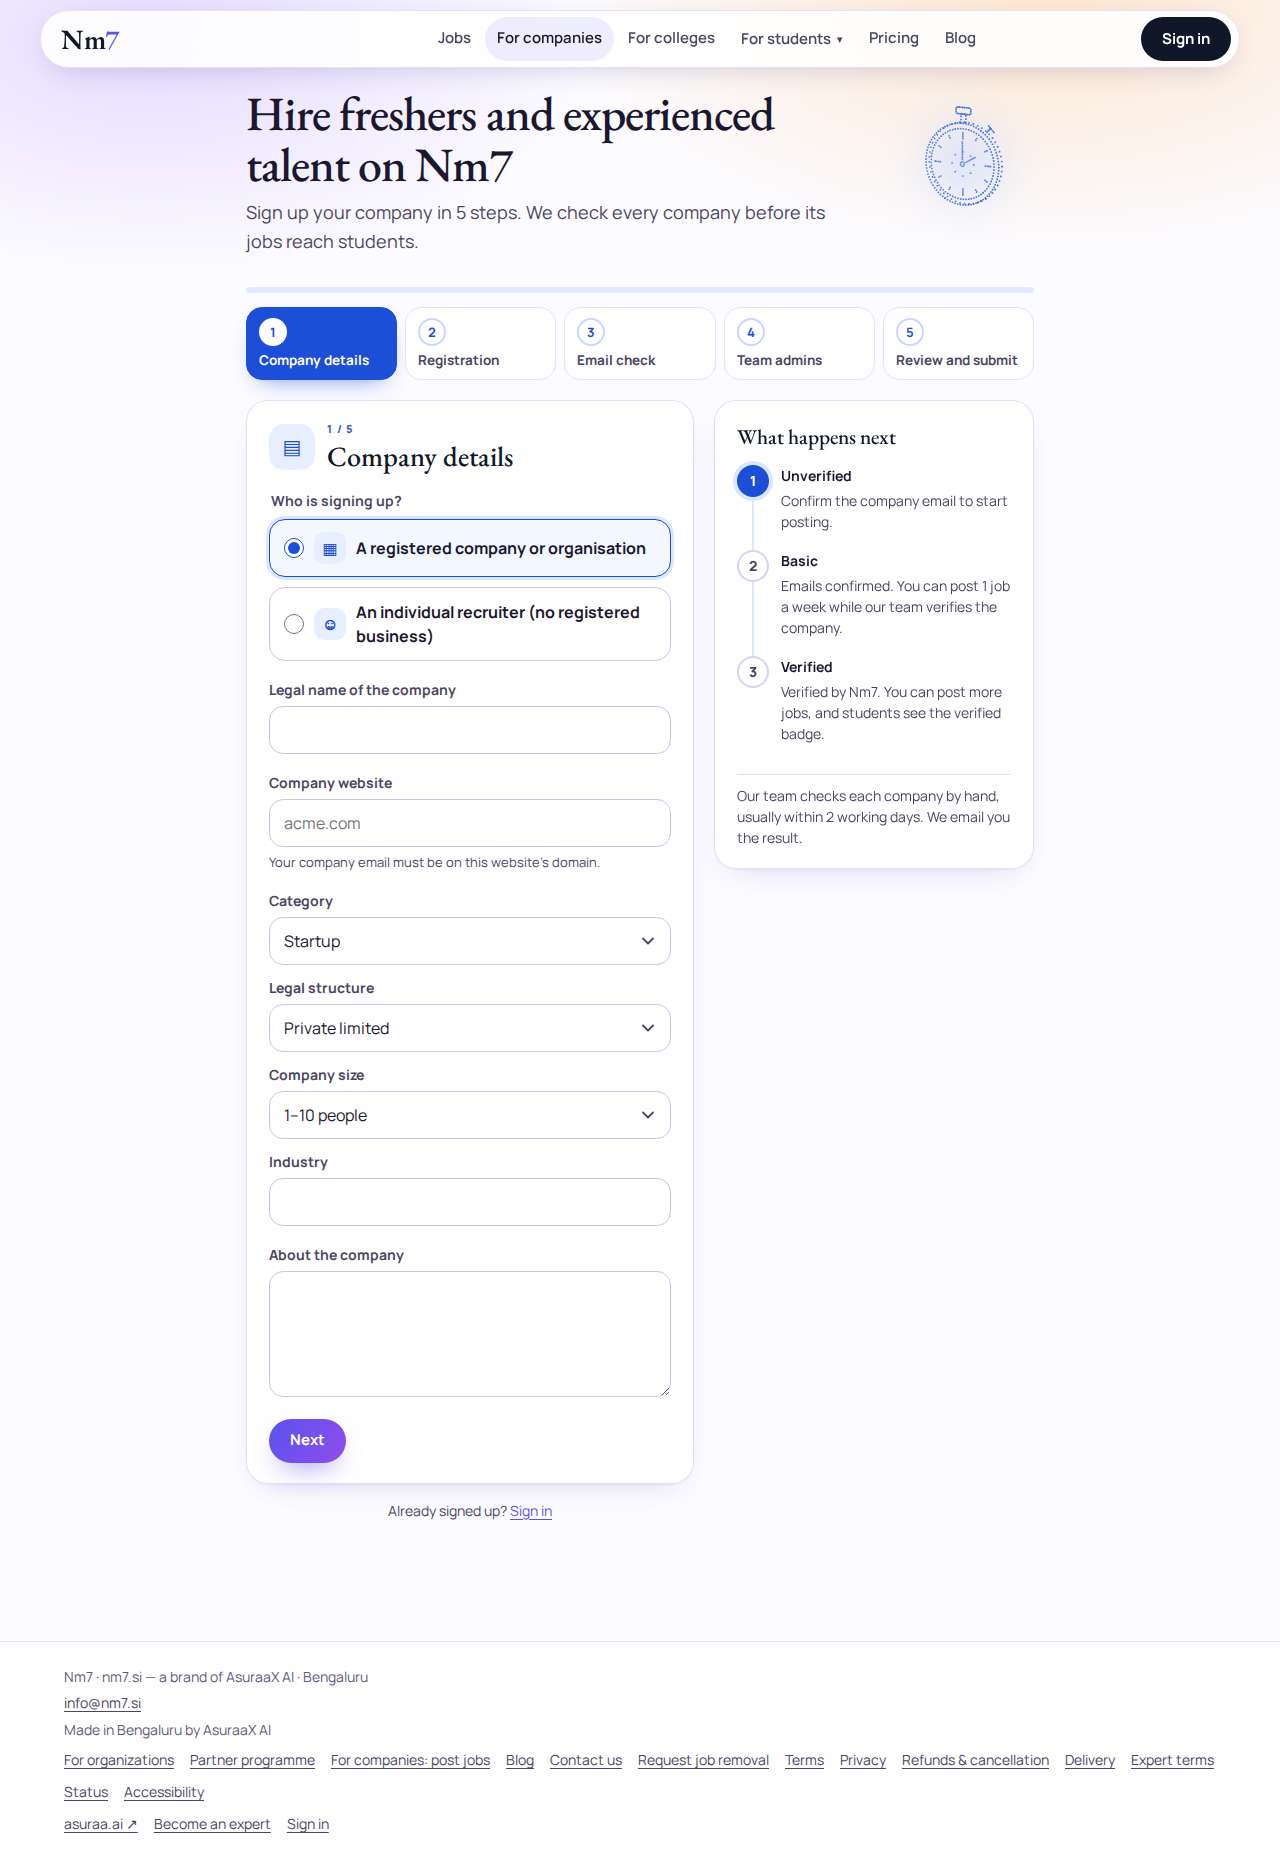 Nm7
Jobs
For companies
For colleges
For students ▾
Pricing
Blog
Sign in
Hire freshers and experienced
talent on Nm7
Sign up your company in 5 steps. We check every company before its
jobs reach students.
1
Company details
2
Registration
3
Email check
4
Team admins
5
Review and submit
1 / 5
Company details
Who is signing up?
A registered company or organisation
An individual recruiter (no registered
business)
Legal name of the company
Company website
acme.com
Your company email must be on this website's domain.
Category
Startup
Legal structure
Private limited
Company size
1–10 people
Industry
About the company
Next
Already signed up? Sign in
What happens next
1
Unverified
Confirm the company email to start
posting.
2
Basic
Emails confirmed. You can post 1 job
a week while our team verifies the
company.
3
Verified
Verified by Nm7. You can post more
jobs, and students see the verified
badge.
Our team checks each company by hand,
usually within 2 working days. We email you
the result.
Nm7 · nm7.si — a brand of AsuraaX AI · Bengaluru
info@nm7.si
Made in Bengaluru by AsuraaX AI
For organizations Partner programme For companies: post jobs Blog Contact us Request job removal Terms Privacy Refunds & cancellation Delivery Expert terms
Status Accessibility
asuraa.ai ↗ Become an expert Sign in